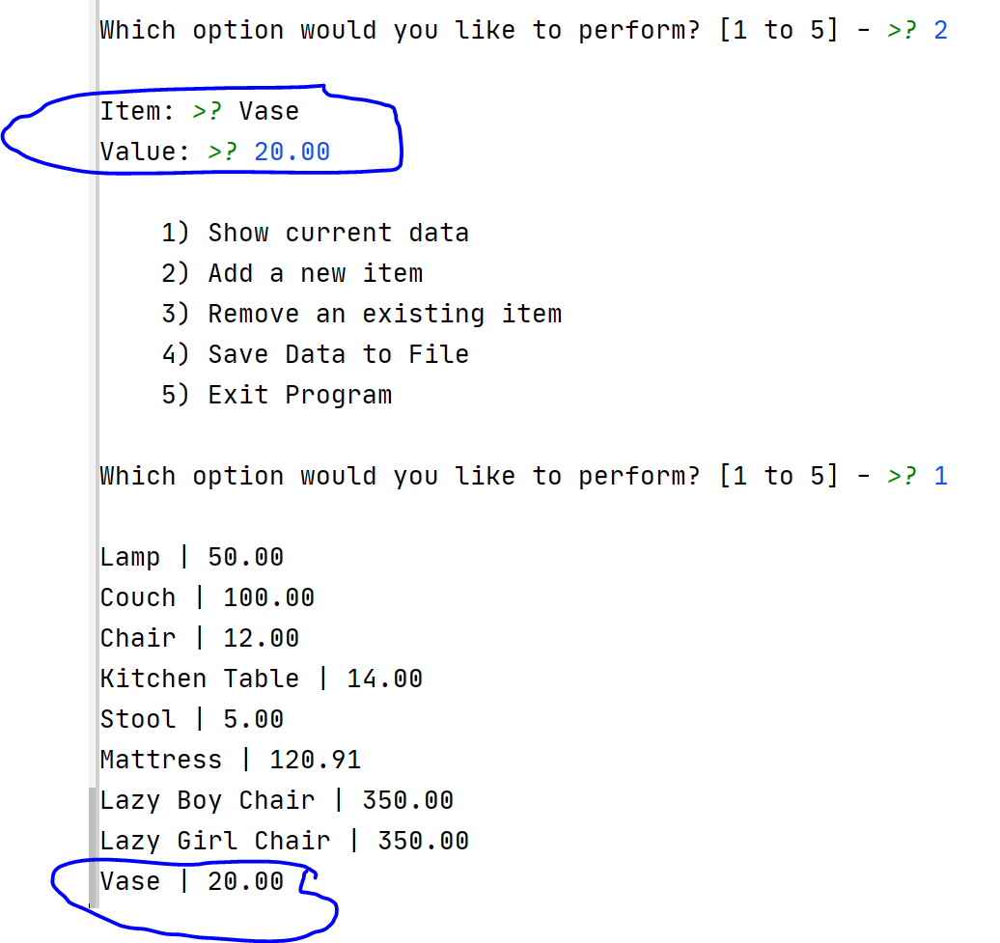 Which option would you like to perform? [1 to 5] - >? 2
Item: >? Vase
Value: >? 20.00
1) Show current data
2) Add a new item
3) Remove an existing item
4) Save Data to File
5) Exit Program
Which option would you like to perform? [1 to 5] - >? 1
Lamp | 50.00
Couch | 100.00
Chair | 12.00
Kitchen Table | 14.00
Stool | 5.00
Mattress | 120.91
Lazy Boy Chair | 350.00
Lazy Girl Chair | 350.00
Vase | 20.00